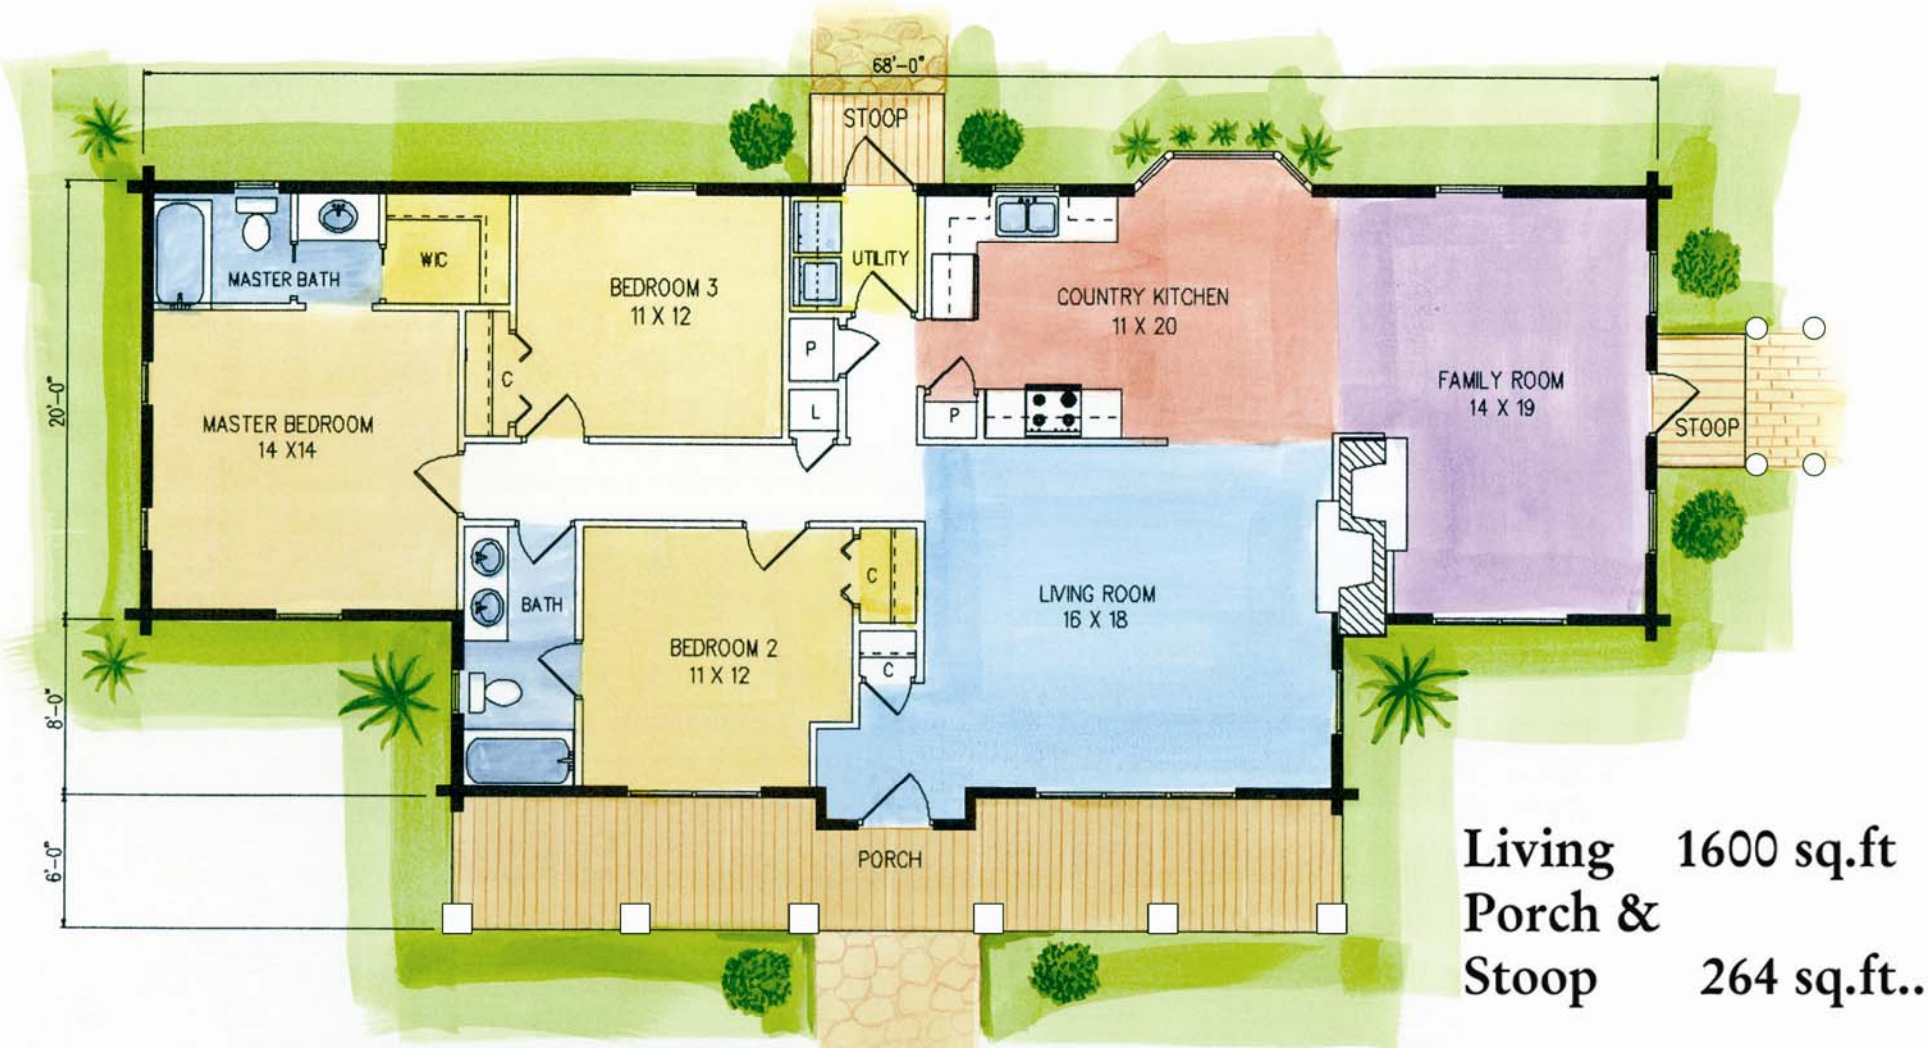 68'-0"
STOOP
MASTER BATH
WIC
BEDROOM 3
11 X 12
UTILITY
COUNTRY KITCHEN
11 X 20
P
C
L
P
FAMILY ROOM
14 X 19
STOOP
20'-0"
MASTER BEDROOM
14 X14
BATH
C
LIVING ROOM
16 X 18
BEDROOM 2
11 X 12
C
8'-0"
6'-0"
PORCH
Living 1600 sq.ft
Porch &
Stoop 264 sq.ft..